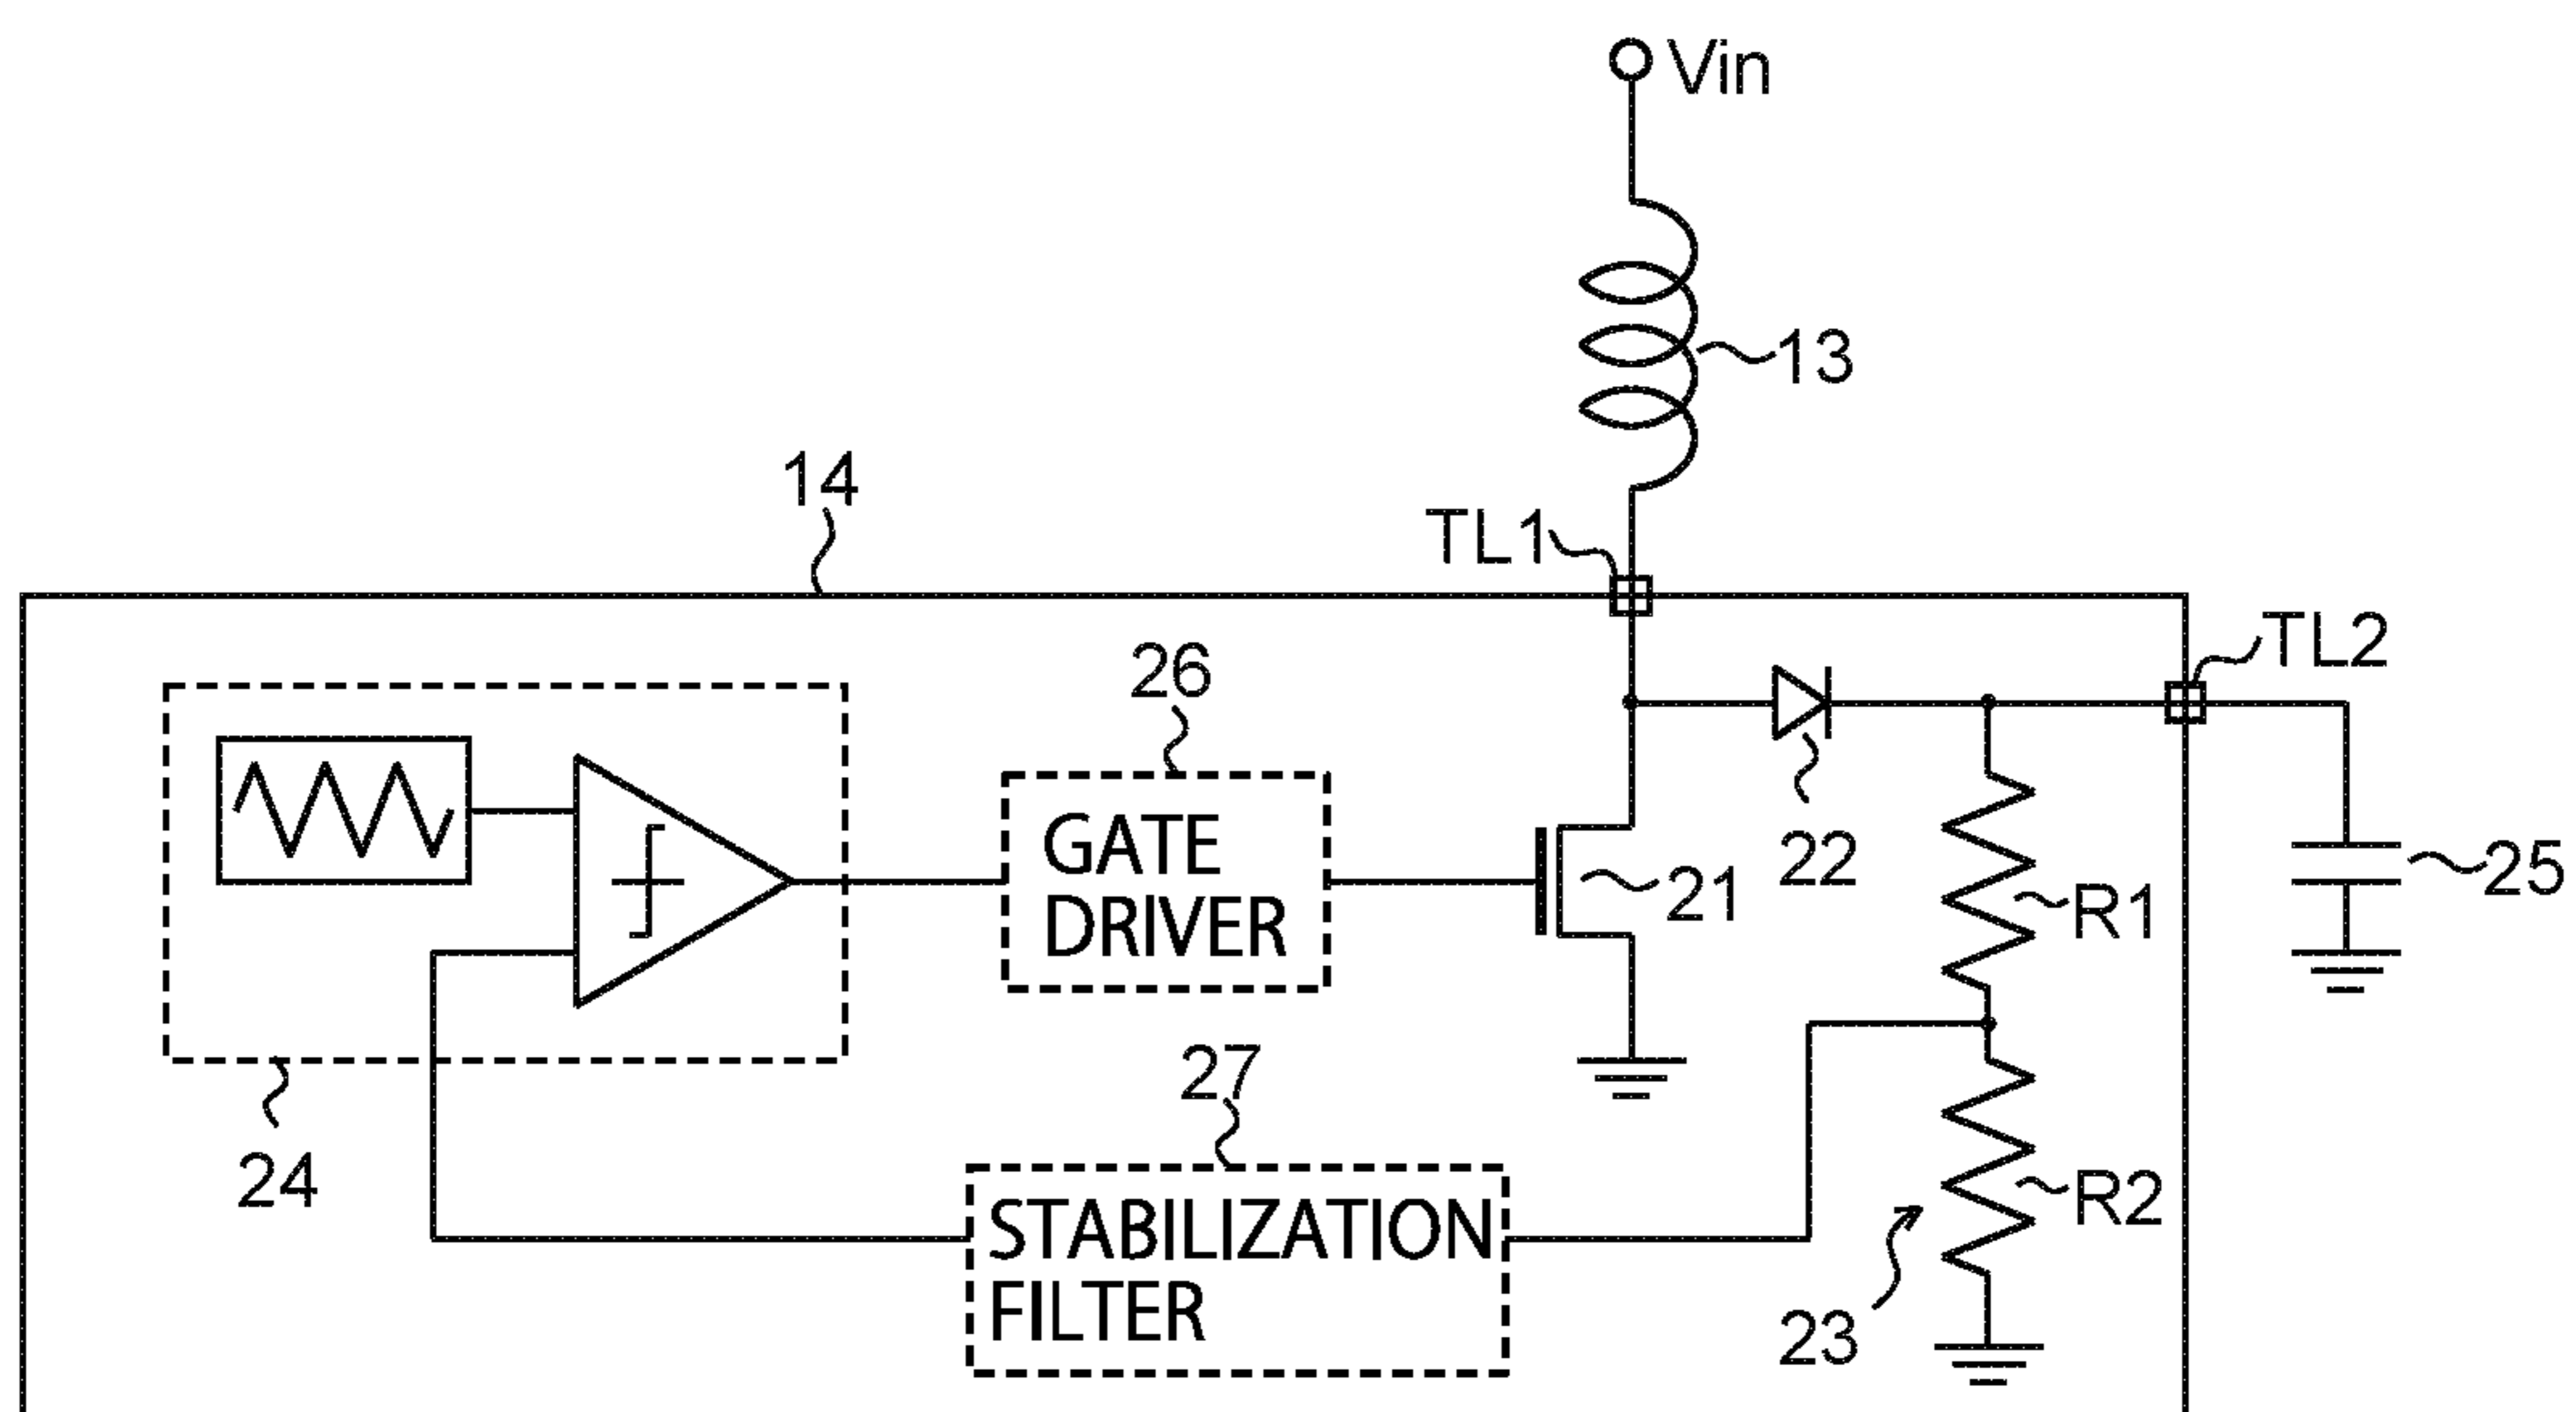 Vin
13
14
TL1
TL2
26
GATE
DRIVER
22
21
R1
25
27
24
STABILIZATION
FILTER
R2
23